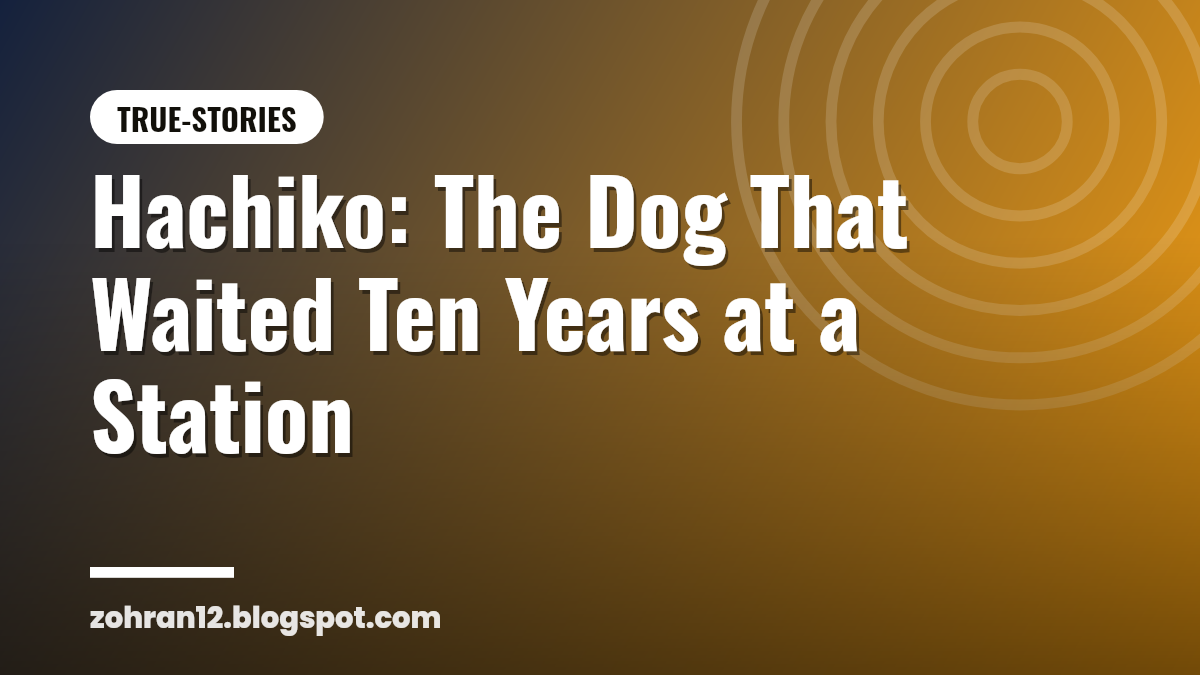 TRUE-STORIES
Hachiko: The Dog That
Waited Ten Years at a
Station
zohran12.blogspot.com